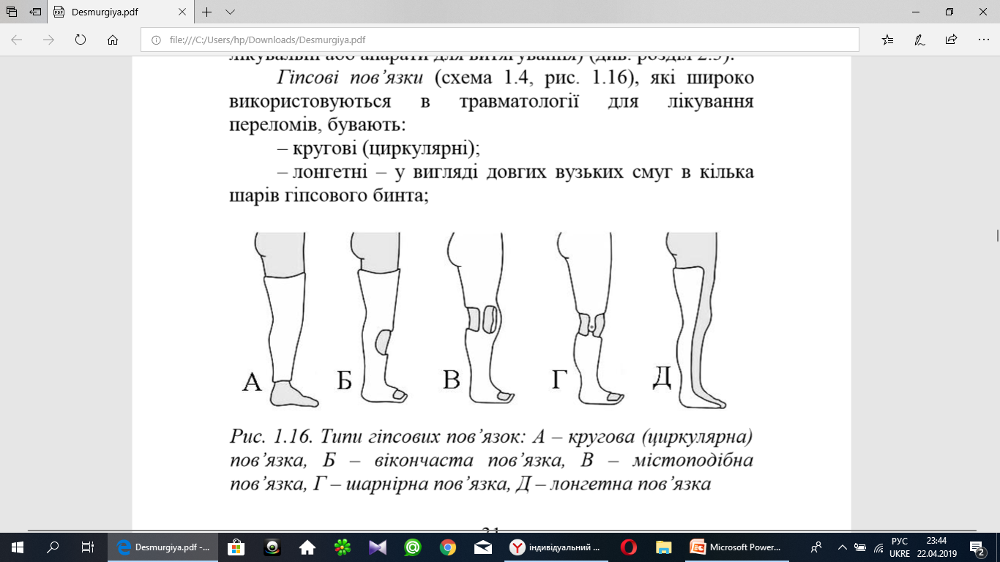 Desmurgiya.pdf
file:///C:/Users/hp/Downloads/Desmurgiya.pdf
лікувальні або апарати для витягування) (див. розділ 2.5).
Гіпсові пов’язки (схема 1.4, рис. 1.16), які широко
використовуються в травматології для лікування
переломів, бувають:
– кругові (циркулярні);
– лонгетні – у вигляді довгих вузьких смуг в кілька
шарів гіпсового бинта;
А Б В Г Д
Рис. 1.16. Типи гіпсових пов’язок: А – кругова (циркулярна)
пов’язка, Б – вікончаста пов’язка, В – містоподібна
пов’язка, Г – шарнірна пов’язка, Д – лонгетна пов’язка
Desmurgiya.pdf -...
індивідуальний ...
Microsoft Power...
РУС
UKRE
23:44
22.04.2019
2